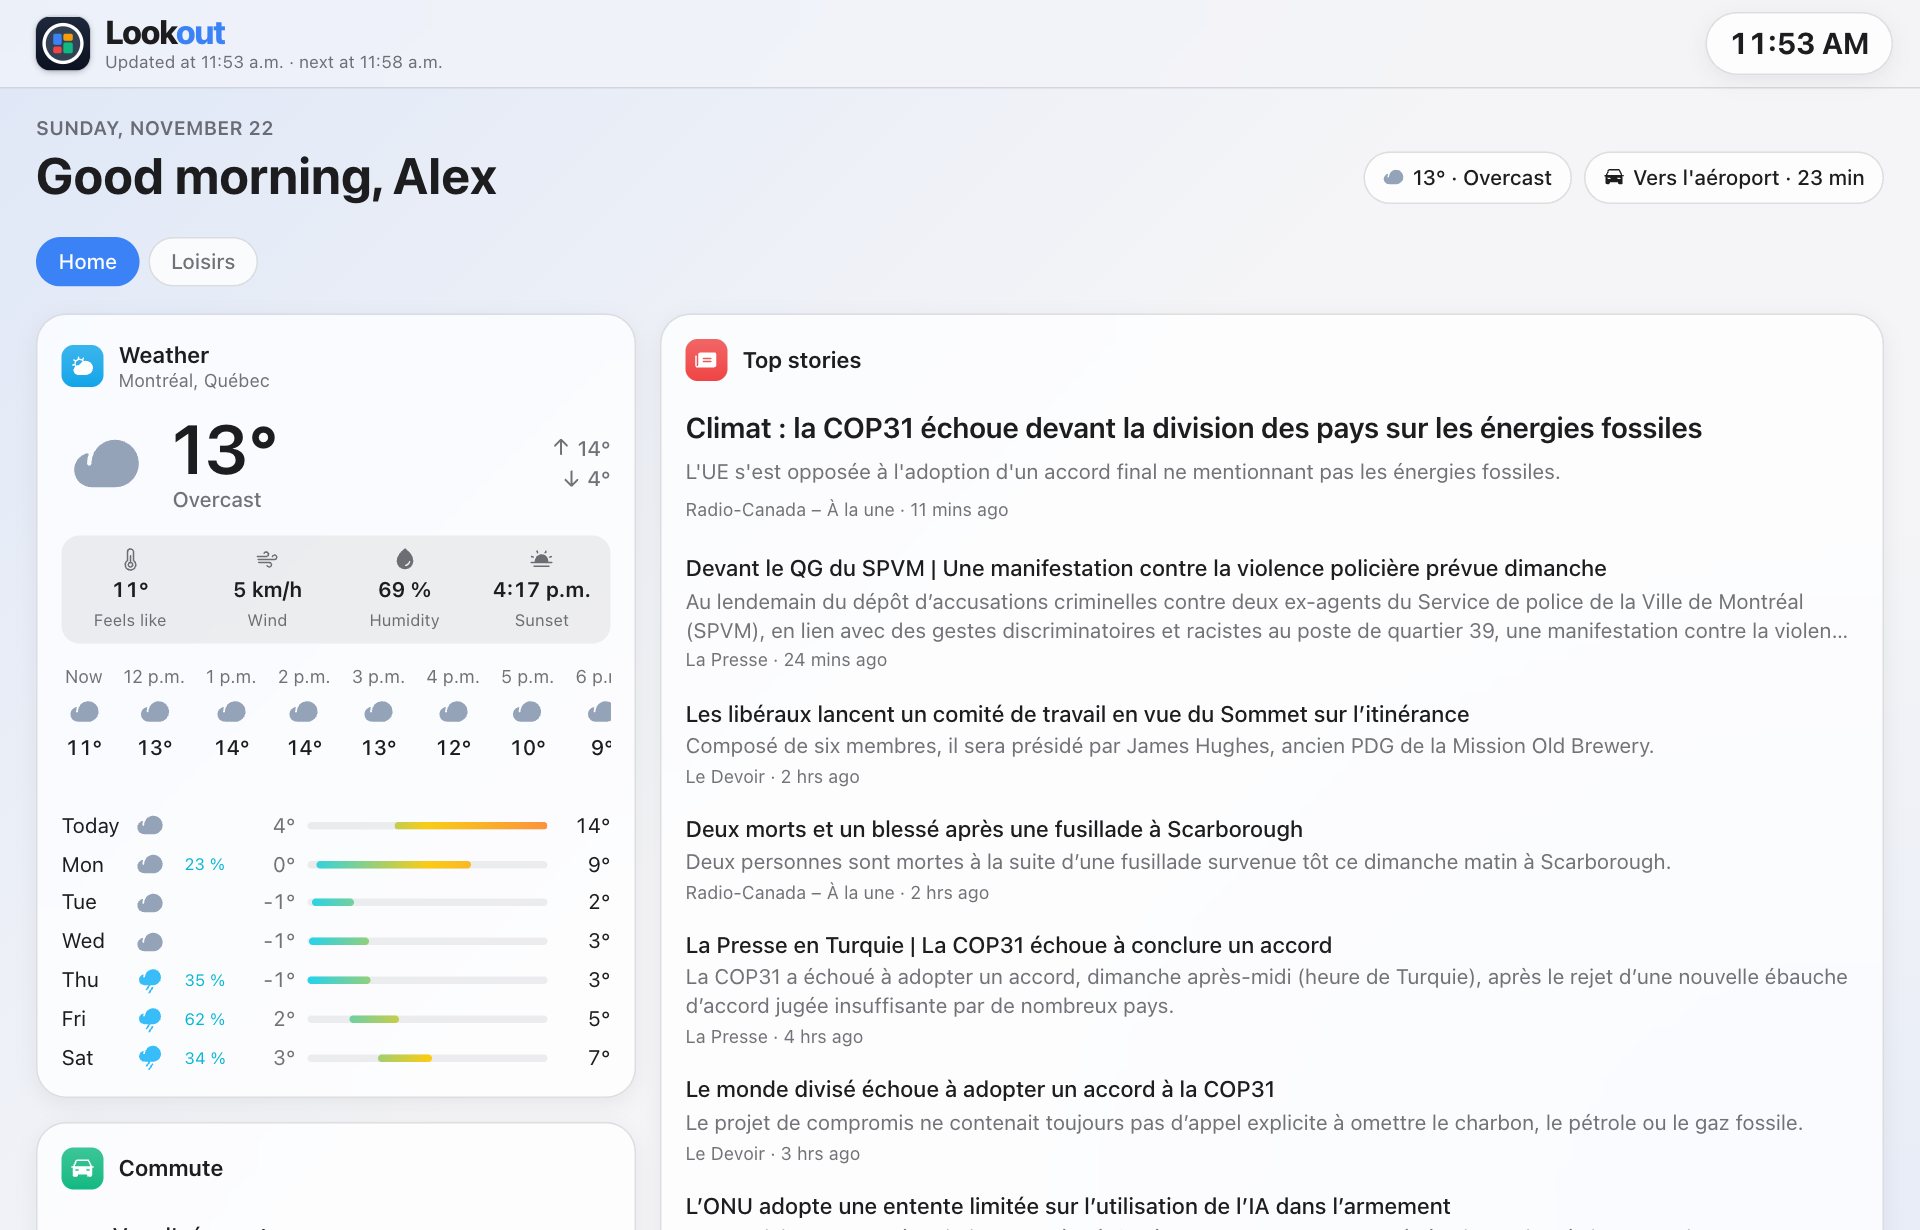 Lookout
Updated at 11:53 a.m. · next at 11:58 a.m.
11:53 AM
SUNDAY, NOVEMBER 22
Good morning, Alex
13° · Overcast
Vers l'aéroport · 23 min
Home
Loisirs
Weather
Montréal, Québec
13°
Overcast
↑ 14°
↓ 4°
11° 5 km/h 69 % 4:17 p.m.
Feels like Wind Humidity Sunset
Now 12 p.m. 1 p.m. 2 p.m. 3 p.m. 4 p.m. 5 p.m. 6 p.
11° 13° 14° 14° 13° 12° 10° 9°
Today 4° 14°
Mon 23 % 0° 9°
Tue -1° 2°
Wed -1° 3°
Thu 35 % -1° 3°
Fri 62 % 2° 5°
Sat 34 % 3° 7°
Commute
Top stories
Climat : la COP31 échoue devant la division des pays sur les énergies fossiles
L'UE s'est opposée à l'adoption d'un accord final ne mentionnant pas les énergies fossiles.
Radio-Canada – À la une · 11 mins ago
Devant le QG du SPVM | Une manifestation contre la violence policière prévue dimanche
Au lendemain du dépôt d’accusations criminelles contre deux ex-agents du Service de police de la Ville de Montréal
(SPVM), en lien avec des gestes discriminatoires et racistes au poste de quartier 39, une manifestation contre la violen…
La Presse · 24 mins ago
Les libéraux lancent un comité de travail en vue du Sommet sur l’itinérance
Composé de six membres, il sera présidé par James Hughes, ancien PDG de la Mission Old Brewery.
Le Devoir · 2 hrs ago
Deux morts et un blessé après une fusillade à Scarborough
Deux personnes sont mortes à la suite d’une fusillade survenue tôt ce dimanche matin à Scarborough.
Radio-Canada – À la une · 2 hrs ago
La Presse en Turquie | La COP31 échoue à conclure un accord
La COP31 a échoué à adopter un accord, dimanche après-midi (heure de Turquie), après le rejet d’une nouvelle ébauche
d’accord jugée insuffisante par de nombreux pays.
La Presse · 4 hrs ago
Le monde divisé échoue à adopter un accord à la COP31
Le projet de compromis ne contenait toujours pas d’appel explicite à omettre le charbon, le pétrole ou le gaz fossile.
Le Devoir · 3 hrs ago
L’ONU adopte une entente limitée sur l’utilisation de l’IA dans l’armement